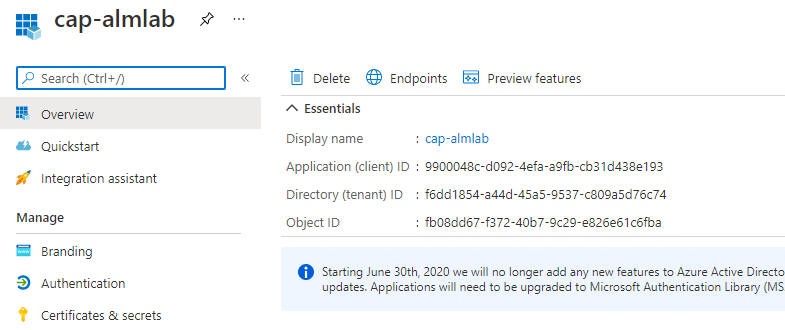 cap-almlab
Search (Ctrl+/)
Delete Endpoints Preview features
Overview
Quickstart
Integration assistant
Manage
Branding
Authentication
Certificates & secrets
Essentials
Display name : cap-almlab
Application (client) ID : 9900048c-d092-4efa-a9fb-cb31d438e193
Directory (tenant) ID : f6dd1854-a44d-45a5-9537-c809a5d76c74
Object ID : fb08dd67-f372-40b7-9c29-e826e61c6fba
Starting June 30th, 2020 we will no longer add any new features to Azure Active Directo
updates. Applications will need to be upgraded to Microsoft Authentication Library (MS